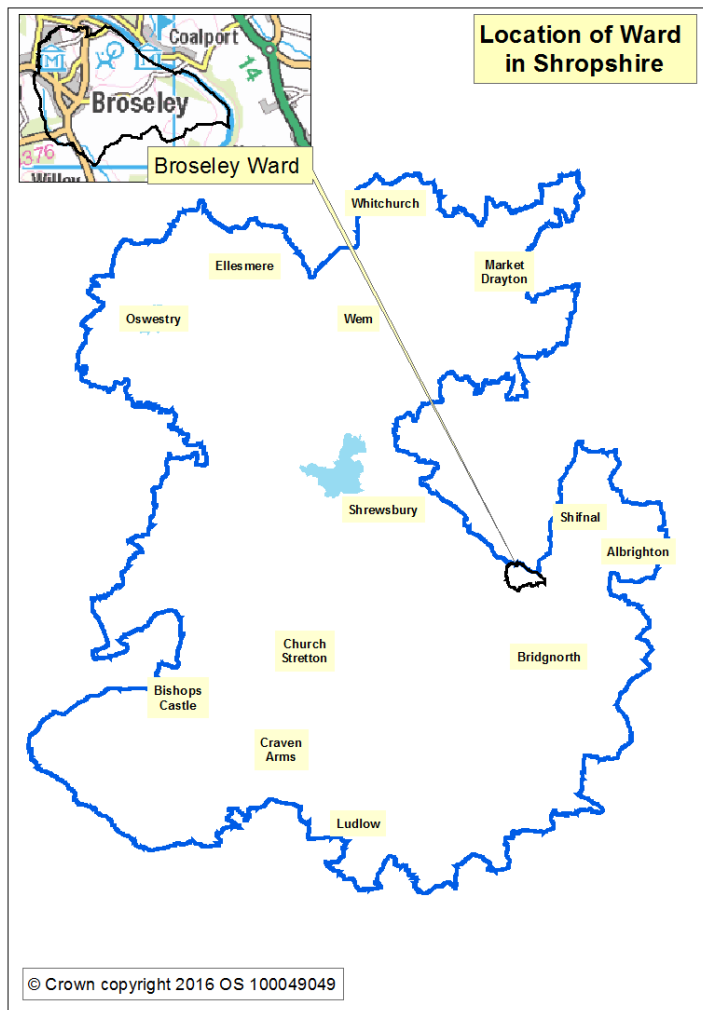 Coalport
14
Broseley
376
Willey
Location of Ward
in Shropshire
Broseley Ward
Whitchurch
Ellesmere
Market
Drayton
Oswestry
Wem
Shrewsbury
Shifnal
Albrighton
Church
Stretton
Bridgnorth
Bishops
Castle
Craven
Arms
Ludlow
© Crown copyright 2016 OS 100049049